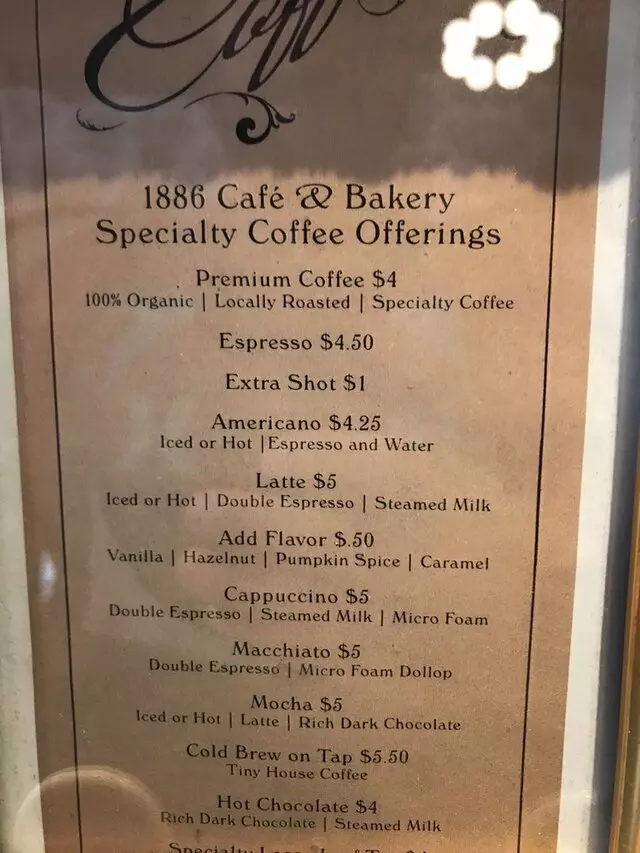 1886 Café & Bakery
Specialty Coffee Offerings
Premium Coffee $4
100% Organic | Locally Roasted | Specialty Coffee
Espresso $4.50
Extra Shot $1
Americano $4.25
Iced or Hot |Espresso and Water
Latte $5
Iced or Hot | Double Espresso | Steamed Milk
Add Flavor $.50
Vanilla | Hazelnut | Pumpkin Spice | Caramel
Cappuccino $5
Double Espresso | Steamed Milk | Micro Foam
Macchiato $5
Double Espresso | Micro Foam Dollop
Mocha $5
Iced or Hot | Latte | Rich Dark Chocolate
Cold Brew on Tap $5.50
Tiny House Coffee
Hot Chocolate $4
Rich Dark Chocolate | Steamed Milk
Specialty